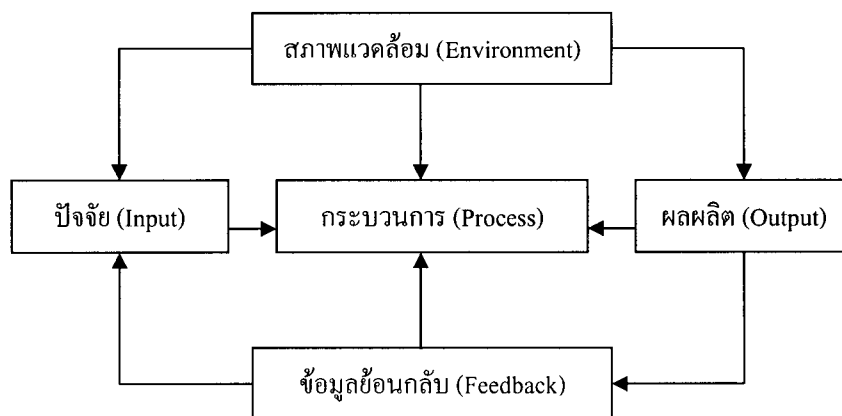 สภาพแวดล้อม (Environment)
ปัจจัย (Input)
กระบวนการ (Process)
ผลผลิต (Output)
ข้อมูลย้อนกลับ (Feedback)